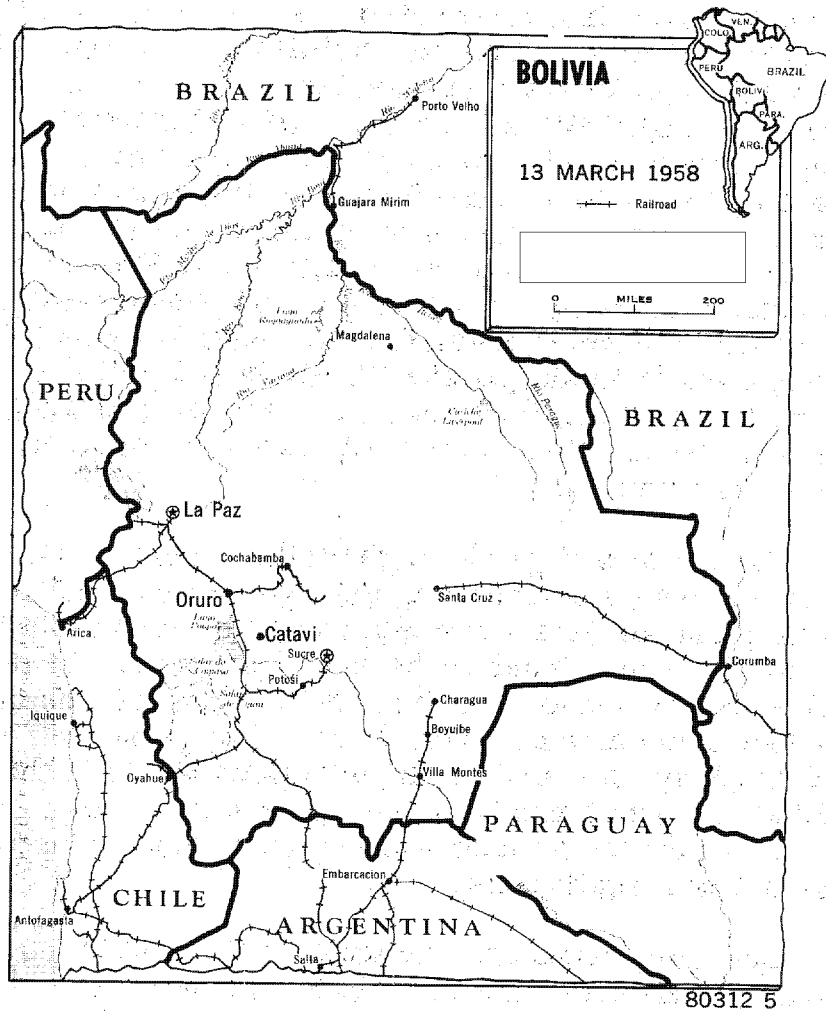 BOLIVIA
13 MARCH 1958
Railroad
0 MILES 200
VEN.
COLO.
PERU
BRAZIL
BOLIV.
PARA.
ARG.
BRAZIL
Porto Velho
Guajara Mirim
Magdalena
PERU
BRAZIL
La Paz
Cochabamba
Oruro
Santa Cruz
Arica
Catavi
Sucre
Corumba
Potosi
Charagua
Iquique
Boyuibe
Oyahue
Villa Montes
PARAGUAY
Embarcacion
CHILE
Antofagasta
ARGENTINA
Salta
80312 5